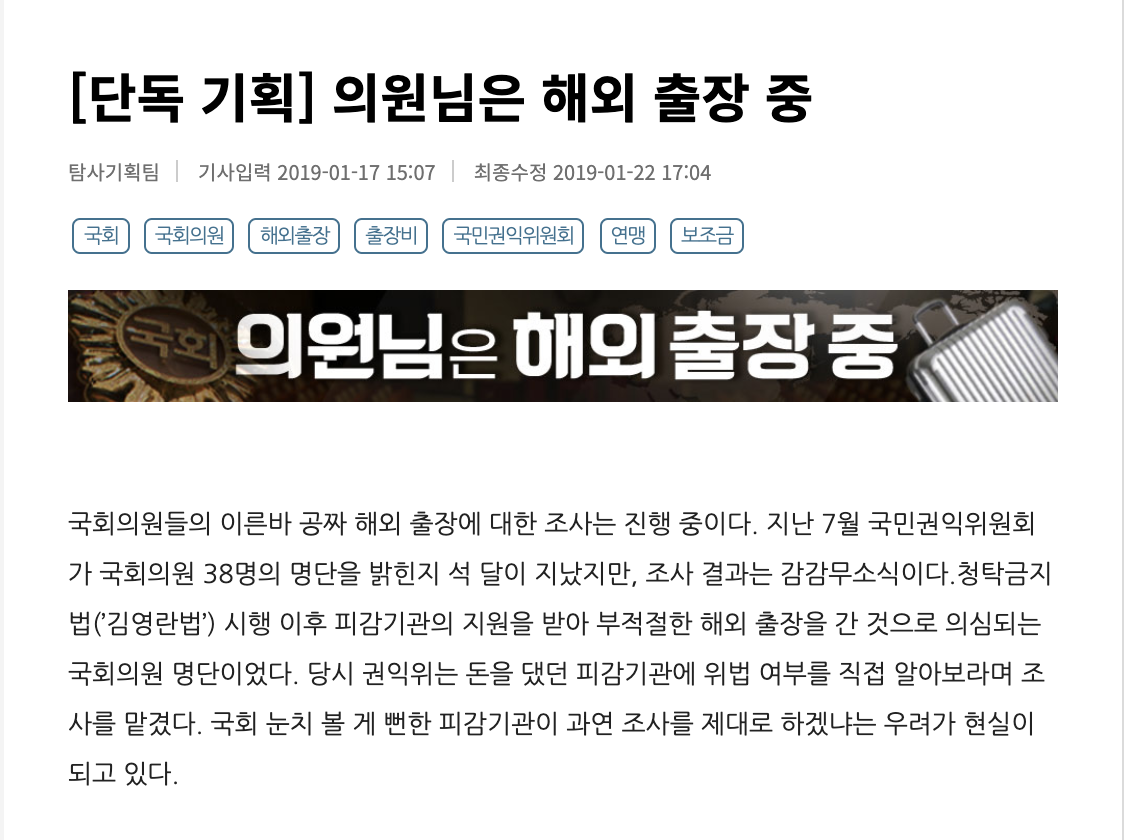 [단독 기획] 의원님은 해외 출장 중
탐사기획팀 | 기사입력 2019-01-17 15:07 | 최종수정 2019-01-22 17:04
국회 국회의원 해외출장 출장비 국민권익위원회 연맹 보조금
국회 의원님은 해외 출장 중
국회의원들의 이른바 공짜 해외 출장에 대한 조사는 진행 중이다. 지난 7월 국민권익위원회
가 국회의원 38명의 명단을 밝힌지 석 달이 지났지만, 조사 결과는 감감무소식이다.청탁금지
법(’김영란법’) 시행 이후 피감기관의 지원을 받아 부적절한 해외 출장을 간 것으로 의심되는
국회의원 명단이었다. 당시 권익위는 돈을 댔던 피감기관에 위법 여부를 직접 알아보라며 조
사를 맡겼다. 국회 눈치 볼 게 뻔한 피감기관이 과연 조사를 제대로 하겠냐는 우려가 현실이
되고 있다.